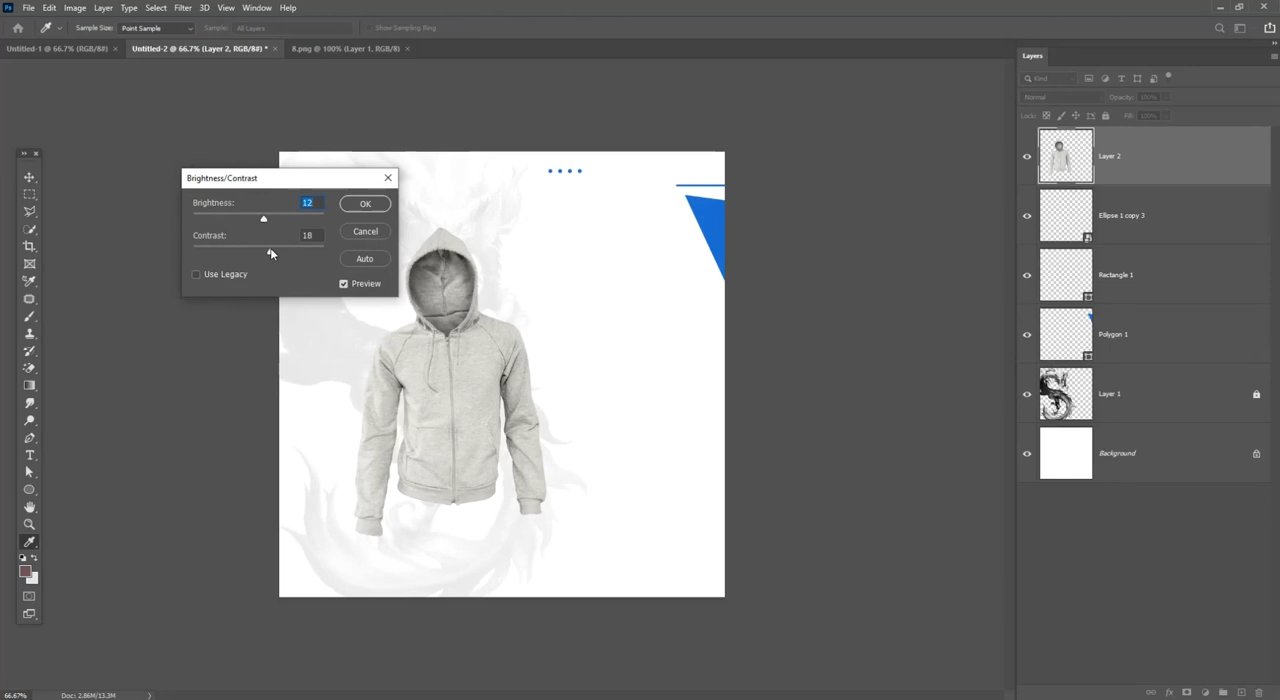 Ps File Edit Image Layer Type Select Filter 3D View Window Help
Sample Size: Point Sample Sample: All Layers Show Sampling Ring
Untitled-1 @ 66.7% (RGB/8#) × Untitled-2 @ 66.7% (Layer 2, RGB/8#) * × 8.png @ 100% (Layer 1, RGB/8) ×
Layers
Kind
Normal Opacity: 100%
Lock: Fill: 100%
Brightness/Contrast
Brightness: 12
OK
Contrast: 18
Cancel
Auto
Use Legacy
Preview
Layer 2
Ellipse 1 copy 3
Rectangle 1
Polygon 1
Layer 1
Background
66.67% Doc: 2.86M/13.3M